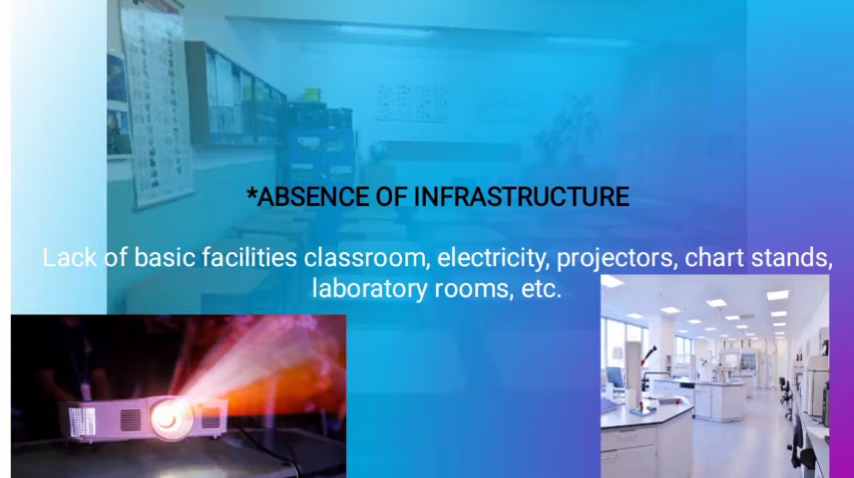 *ABSENCE OF INFRASTRUCTURE
Lack of basic facilities classroom, electricity, projectors, chart stands,
laboratory rooms, etc.